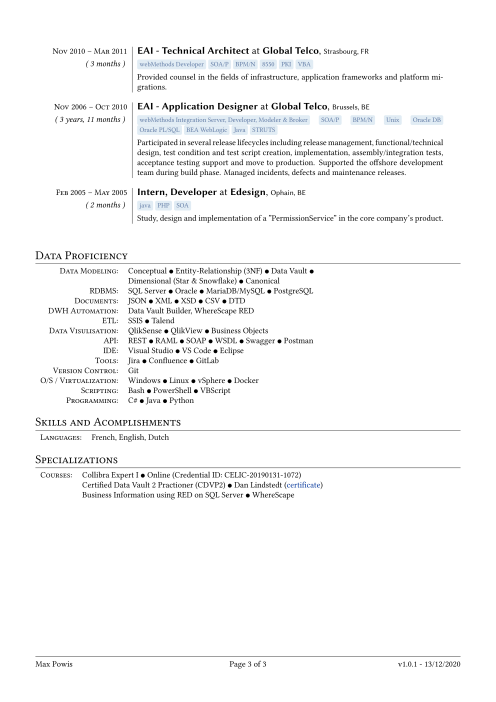 Nov 2010 – Mar 2011 EAI - Technical Architect at Global Telco, Strasbourg, FR
( 3 months ) webMethods Developer SOA/P BPM/N 8556 PKI VBA
Provided counsel in the fields of infrastructure, application frameworks and platform mi-
grations.
Nov 2006 – Oct 2010 EAI - Application Designer at Global Telco, Brussels, BE
( 3 years, 11 months ) webMethods Integration Server, Developer, Modeler & Broker SOA/P BPM/N Unix Oracle DB
Oracle PL/SQL BEA WebLogic Java STRUTS
Participated in several release lifecycles including release management, functional/technical
design, test condition and test script creation, implementation, assembly/integration tests,
acceptance testing support and move to production. Supported the offshore development
team during build phase. Managed incidents, defects and maintenance releases.
Feb 2005 – May 2005 Intern, Developer at Edesign, Ophain, BE
( 2 months ) java PHP SOA
Study, design and implementation of a "PermissionService" in the core company's product.
Data Proficiency
Data Modeling: Conceptual ● Entity-Relationship (3NF) ● Data Vault ●
Dimensional (Star & Snowflake) ● Canonical
RDBMS: SQL Server ● Oracle ● MariaDB/MySQL ● PostgreSQL
Documents: JSON ● XML ● XSD ● CSV ● DTD
DWH Automation: Data Vault Builder, WhereScape RED
ETL: SSIS ● Talend
Data Visulisation: QlikSense ● QlikView ● Business Objects
API: REST ● RAML ● SOAP ● WSDL ● Swagger ● Postman
IDE: Visual Studio ● VS Code ● Eclipse
Tools: Jira ● Confluence ● GitLab
Version Control: Git
O/S / Virtualization: Windows ● Linux ● vSphere ● Docker
Scripting: Bash ● PowerShell ● VBScript
Programming: C# ● Java ● Python
Skills and Acomplishments
Languages: French, English, Dutch
Specializations
Courses: Collibra Expert I ● Online (Credential ID: CELIC-20190131-1072)
Certified Data Vault 2 Practioner (CDVP2) ● Dan Lindstedt (certificate)
Business Information using RED on SQL Server ● WhereScape
Max Powis Page 3 of 3 v1.0.1 - 13/12/2020